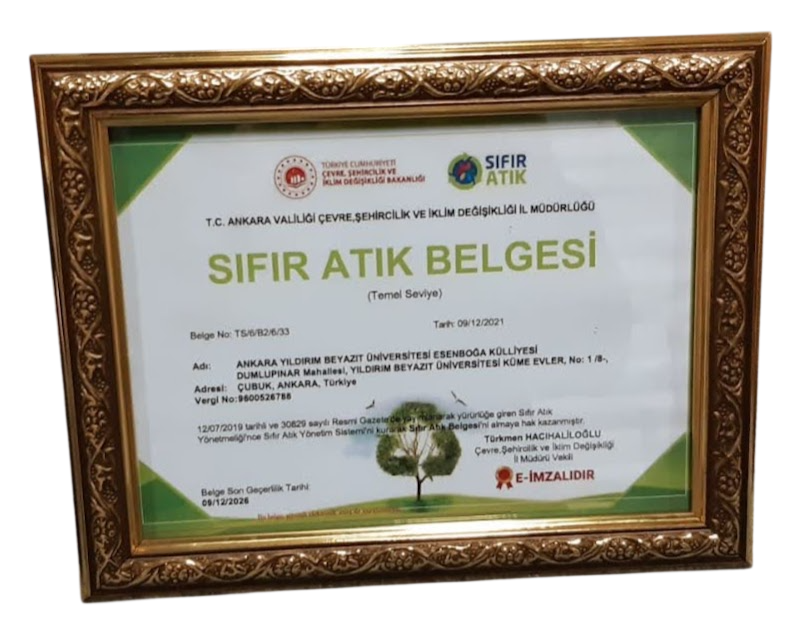 TÜRKİYE CUMHURİYETİ
ÇEVRE, ŞEHİRCİLİK VE
İKLİM DEĞİŞİKLİĞİ BAKANLIĞI
SIFIR
ATIK
T.C. ANKARA VALİLİĞİ ÇEVRE,ŞEHİRCİLİK VE İKLİM DEĞİŞİKLİĞİ İL MÜDÜRLÜĞÜ
SIFIR ATIK BELGESİ
(Temel Seviye)
Belge No: TS/6/B2/6/33
Tarih: 09/12/2021
Adı: ANKARA YILDIRIM BEYAZIT ÜNİVERSİTESİ ESENBOĞA KÜLLİYESİ
DUMLUPINAR Mahallesi, YILDIRIM BEYAZIT ÜNİVERSİTESİ KÜME EVLER, No: 1 /8-,
Adresi: ÇUBUK, ANKARA, Türkiye
Vergi No:9600526788
12/07/2019 tarihli ve 30829 sayılı Resmi Gazete'de yayımlanarak yürürlüğe giren Sıfır Atık
Yönetmeliği'nce Sıfır Atık Yönetim Sistemi'ni kurarak Sıfır Atık Belgesi'ni almaya hak kazanmıştır.
Türkmen HACIHALİLOĞLU
Çevre,Şehircilik ve İklim Değişikliği
İl Müdürü Vekili
E-İMZALIDIR
Belge Son Geçerlilik Tarihi:
09/12/2026